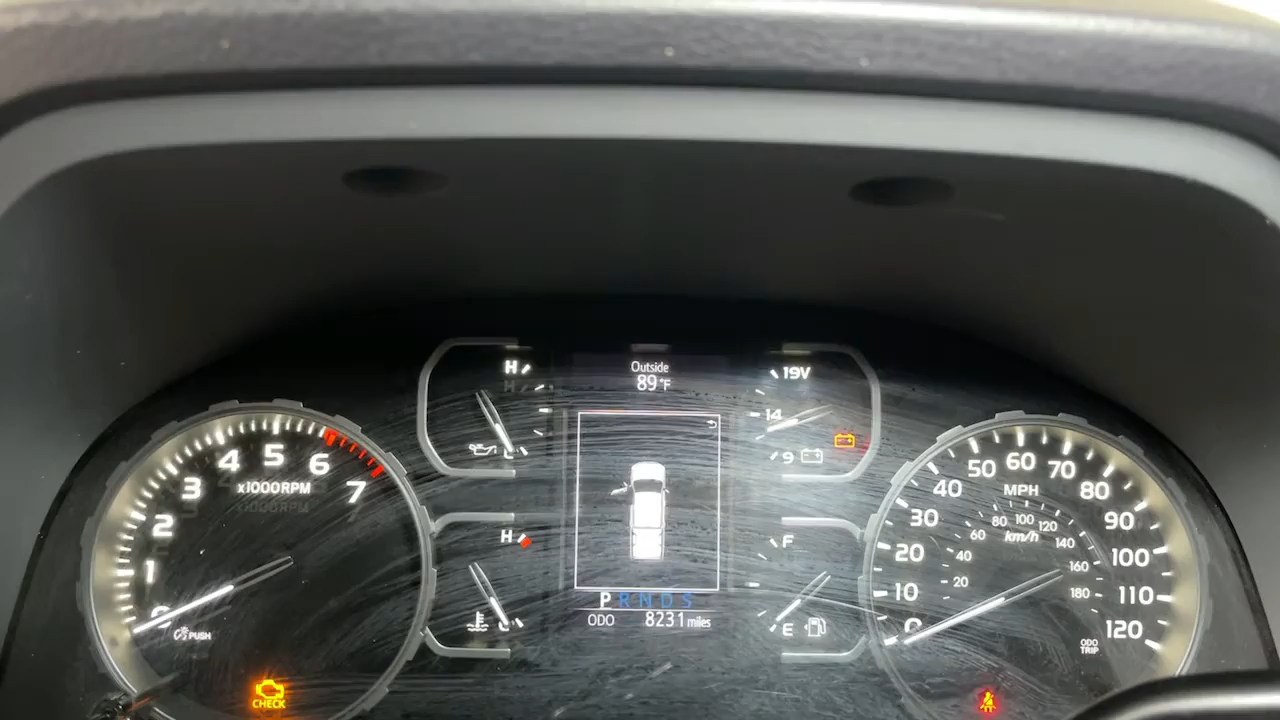 Outside
89°F
H
L
19V
14
9
H
C
F
E
P R N D S
ODO 8231 miles
0
1
2
3
4
5
6
7
x1000RPM
PUSH
CHECK
0
10
20
30
40
50
60
70
80
90
100
110
120
MPH
km/h
20
40
60
80
100
120
140
160
180
ODO
TRIP